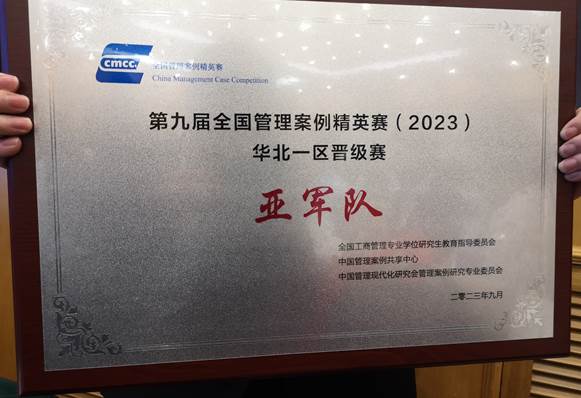 cmcc
全国管理案例精英赛
China Management Case Competition
第九届全国管理案例精英赛（2023）
华北一区晋级赛
亚军队
全国工商管理专业学位研究生教育指导委员会
中国管理案例共享中心
中国管理现代化研究会管理案例研究专业委员会
二零二三年九月